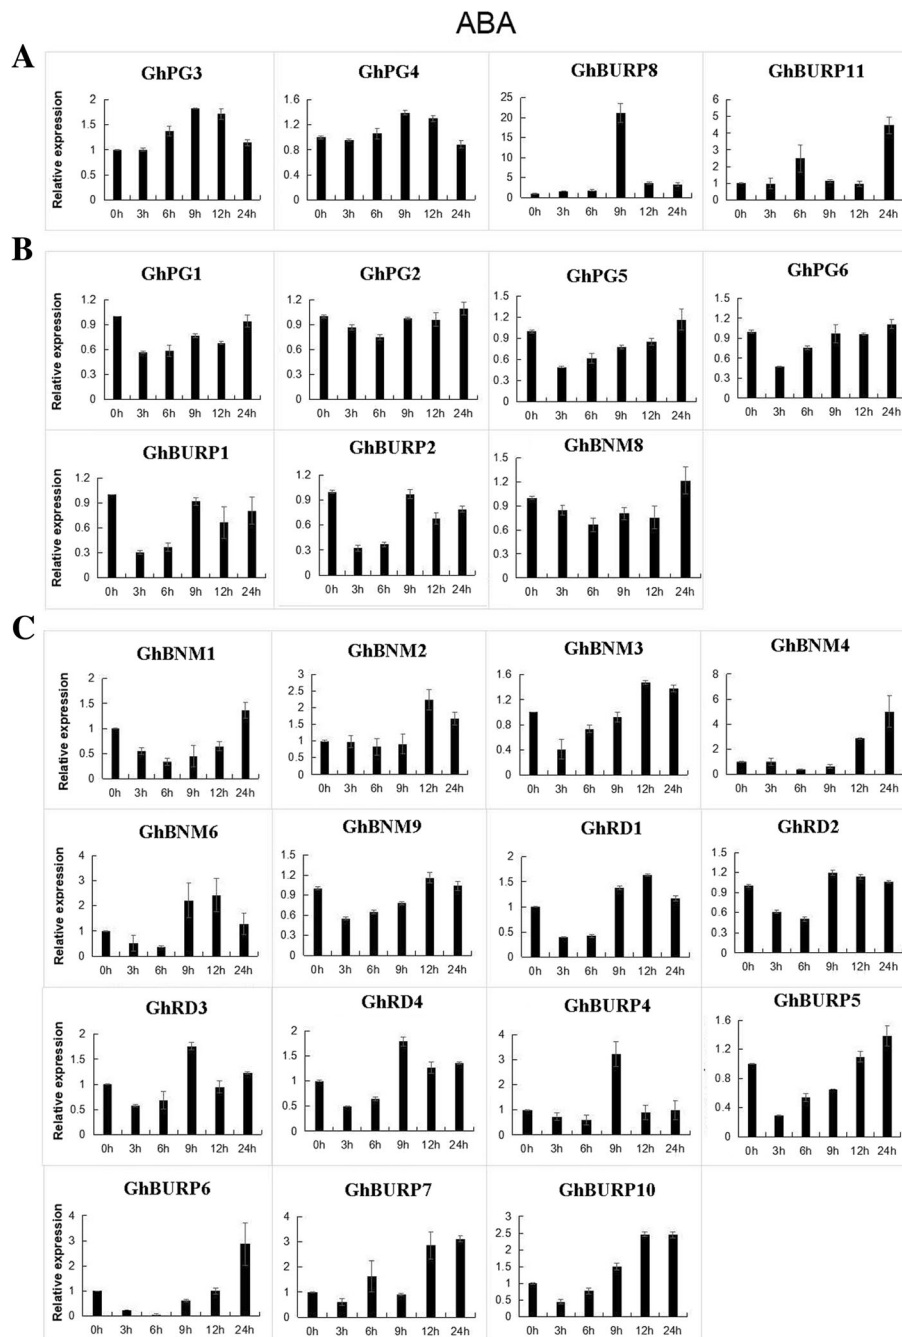 ABA
A
GhPG3
GhPG4
GhBURP8
GhBURP11
Relative expression
2
1.5
1
0.5
0
0h 3h 6h 9h 12h 24h
1.6
1.2
0.8
0.4
0
0h 3h 6h 9h 12h 24h
25
20
15
10
5
0
0h 3h 6h 9h 12h 24h
6
5
4
3
2
1
0
0h 3h 6h 9h 12h 24h
B
GhPG1
GhPG2
GhPG5
GhPG6
Relative expression
1.2
0.9
0.6
0.3
0
0h 3h 6h 9h 12h 24h
1.2
0.9
0.6
0.3
0
0h 3h 6h 9h 12h 24h
1.5
1.2
0.9
0.6
0.3
0
0h 3h 6h 9h 12h 24h
1.5
1.2
0.9
0.6
0.3
0
0h 3h 6h 9h 12h 24h
GhBURP1
GhBURP2
GhBNM8
Relative expression
1.2
0.9
0.6
0.3
0
0h 3h 6h 9h 12h 24h
1.2
0.9
0.6
0.3
0
0h 3h 6h 9h 12h 24h
1.5
1.2
0.9
0.6
0.3
0
0h 3h 6h 9h 12h 24h
C
GhBNM1
GhBNM2
GhBNM3
GhBNM4
Relative expression
2
1.5
1
0.5
0
0h 3h 6h 9h 12h 24h
3
2.5
2
1.5
1
0.5
0
0h 3h 6h 9h 12h 24h
1.6
1.2
0.8
0.4
0
0h 3h 6h 9h 12h 24h
8
6
4
2
0
0h 3h 6h 9h 12h 24h
GhBNM6
GhBNM9
GhRD1
GhRD2
Relative expression
4
3
2
1
0
0h 3h 6h 9h 12h 24h
1.5
1.2
0.9
0.6
0.3
0
0h 3h 6h 9h 12h 24h
2
1.5
1
0.5
0
0h 3h 6h 9h 12h 24h
1.5
1.2
0.9
0.6
0.3
0
0h 3h 6h 9h 12h 24h
GhRD3
GhRD4
GhBURP4
GhBURP5
Relative expression
2
1.5
1
0.5
0
0h 3h 6h 9h 12h 24h
2
1.5
1
0.5
0
0h 3h 6h 9h 12h 24h
4
3
2
1
0
0h 3h 6h 9h 12h 24h
1.6
1.2
0.8
0.4
0
0h 3h 6h 9h 12h 24h
GhBURP6
GhBURP7
GhBURP10
Relative expression
4
3
2
1
0
0h 3h 6h 9h 12h 24h
4
3
2
1
0
0h 3h 6h 9h 12h 24h
3
2.5
2
1.5
1
0.5
0
0h 3h 6h 9h 12h 24h